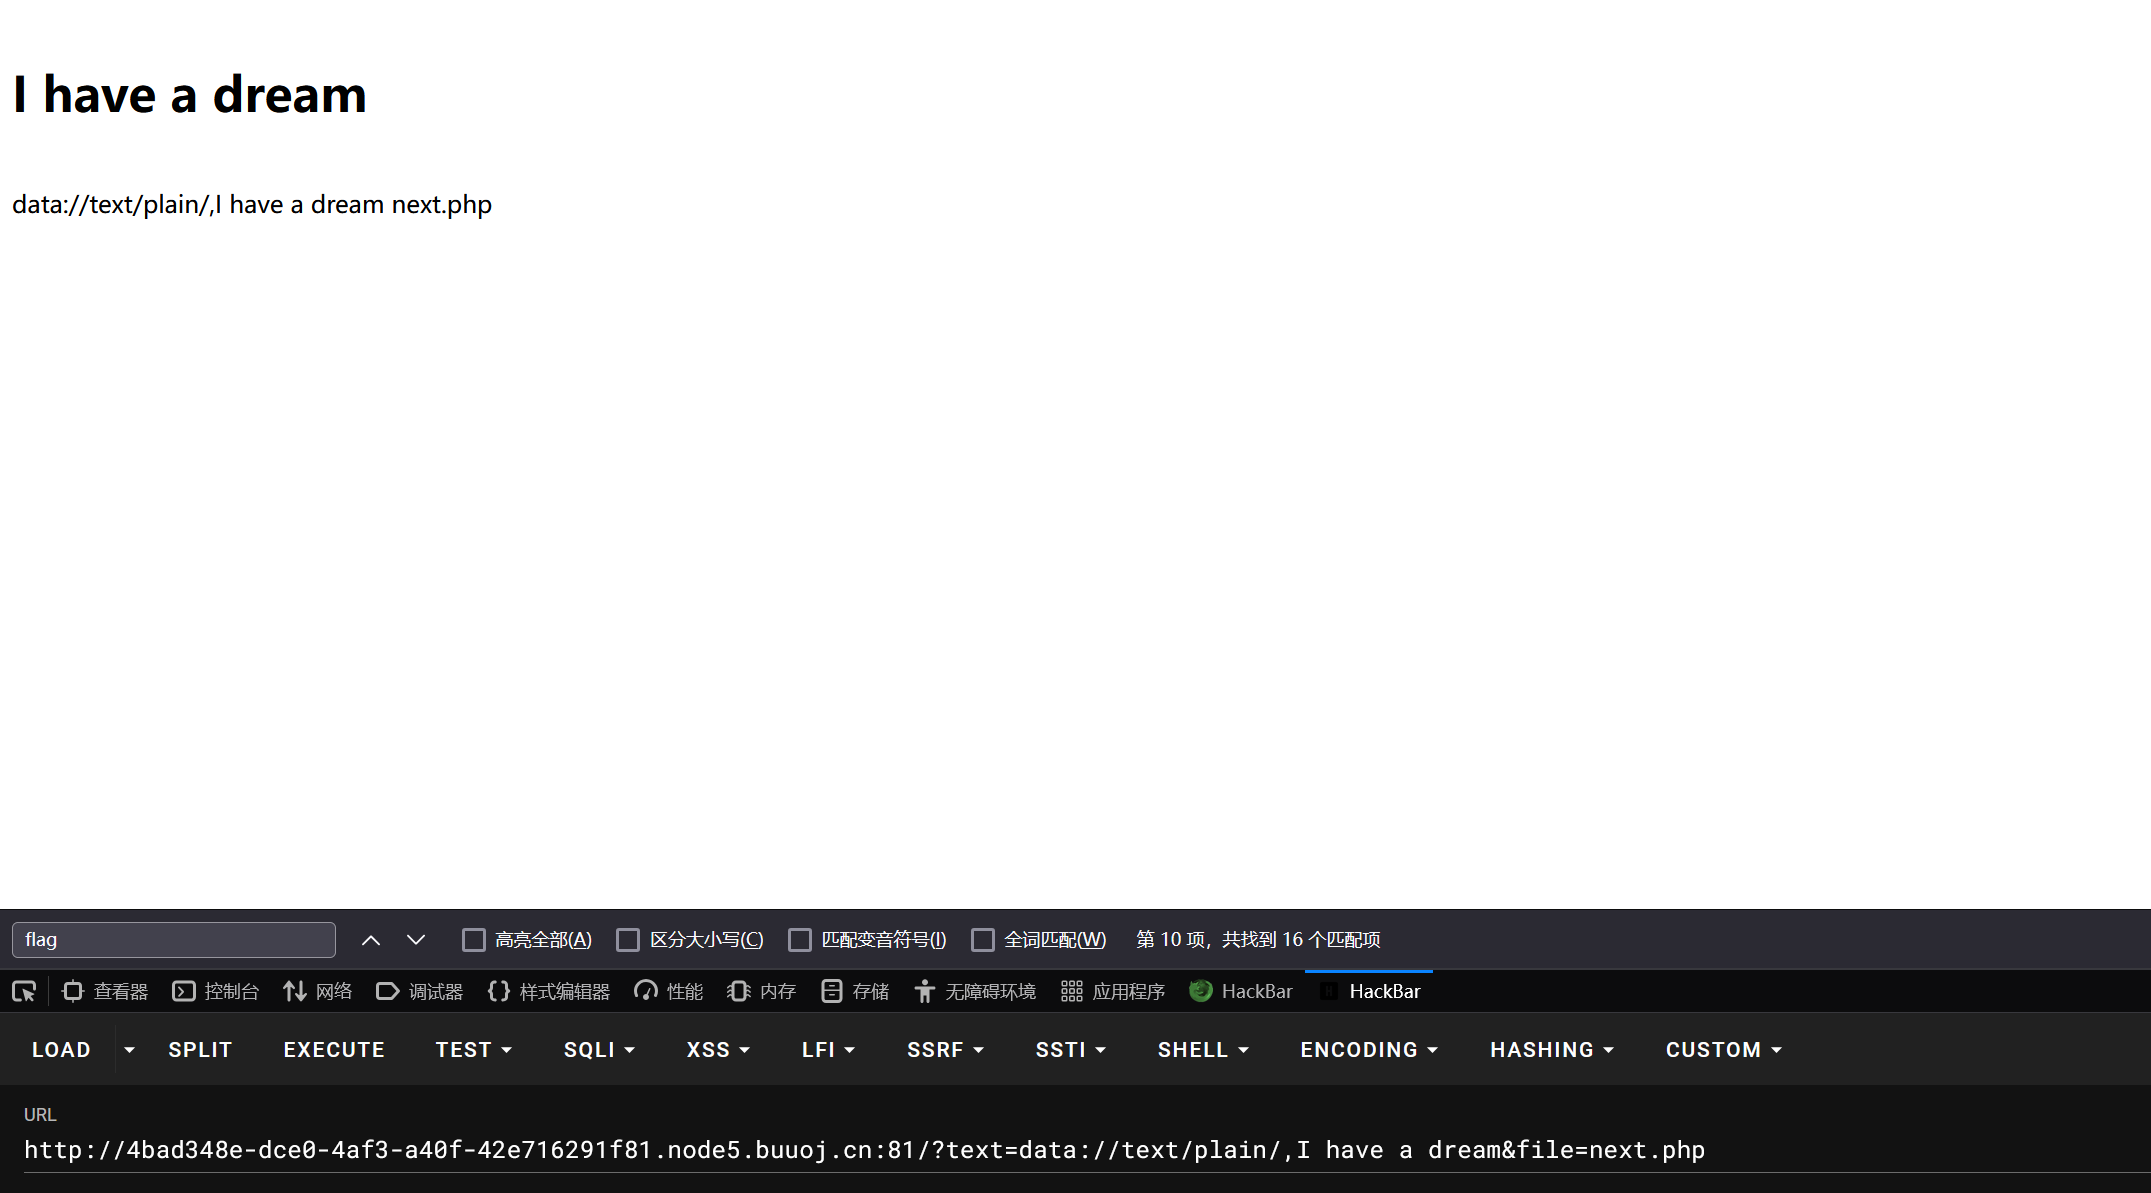 I have a dream
data://text/plain/,I have a dream next.php
flag 高亮全部(A) 区分大小写(C) 匹配变音符号(I) 全词匹配(W) 第 10 项，共找到 16 个匹配项
查看器 控制台 网络 调试器 样式编辑器 性能 内存 存储 无障碍环境 应用程序 HackBar HackBar
LOAD SPLIT EXECUTE TEST SQLI XSS LFI SSRF SSTI SHELL ENCODING HASHING CUSTOM
URL
http://4bad348e-dce0-4af3-a40f-42e716291f81.node5.buuoj.cn:81/?text=data://text/plain/,I have a dream&file=next.php